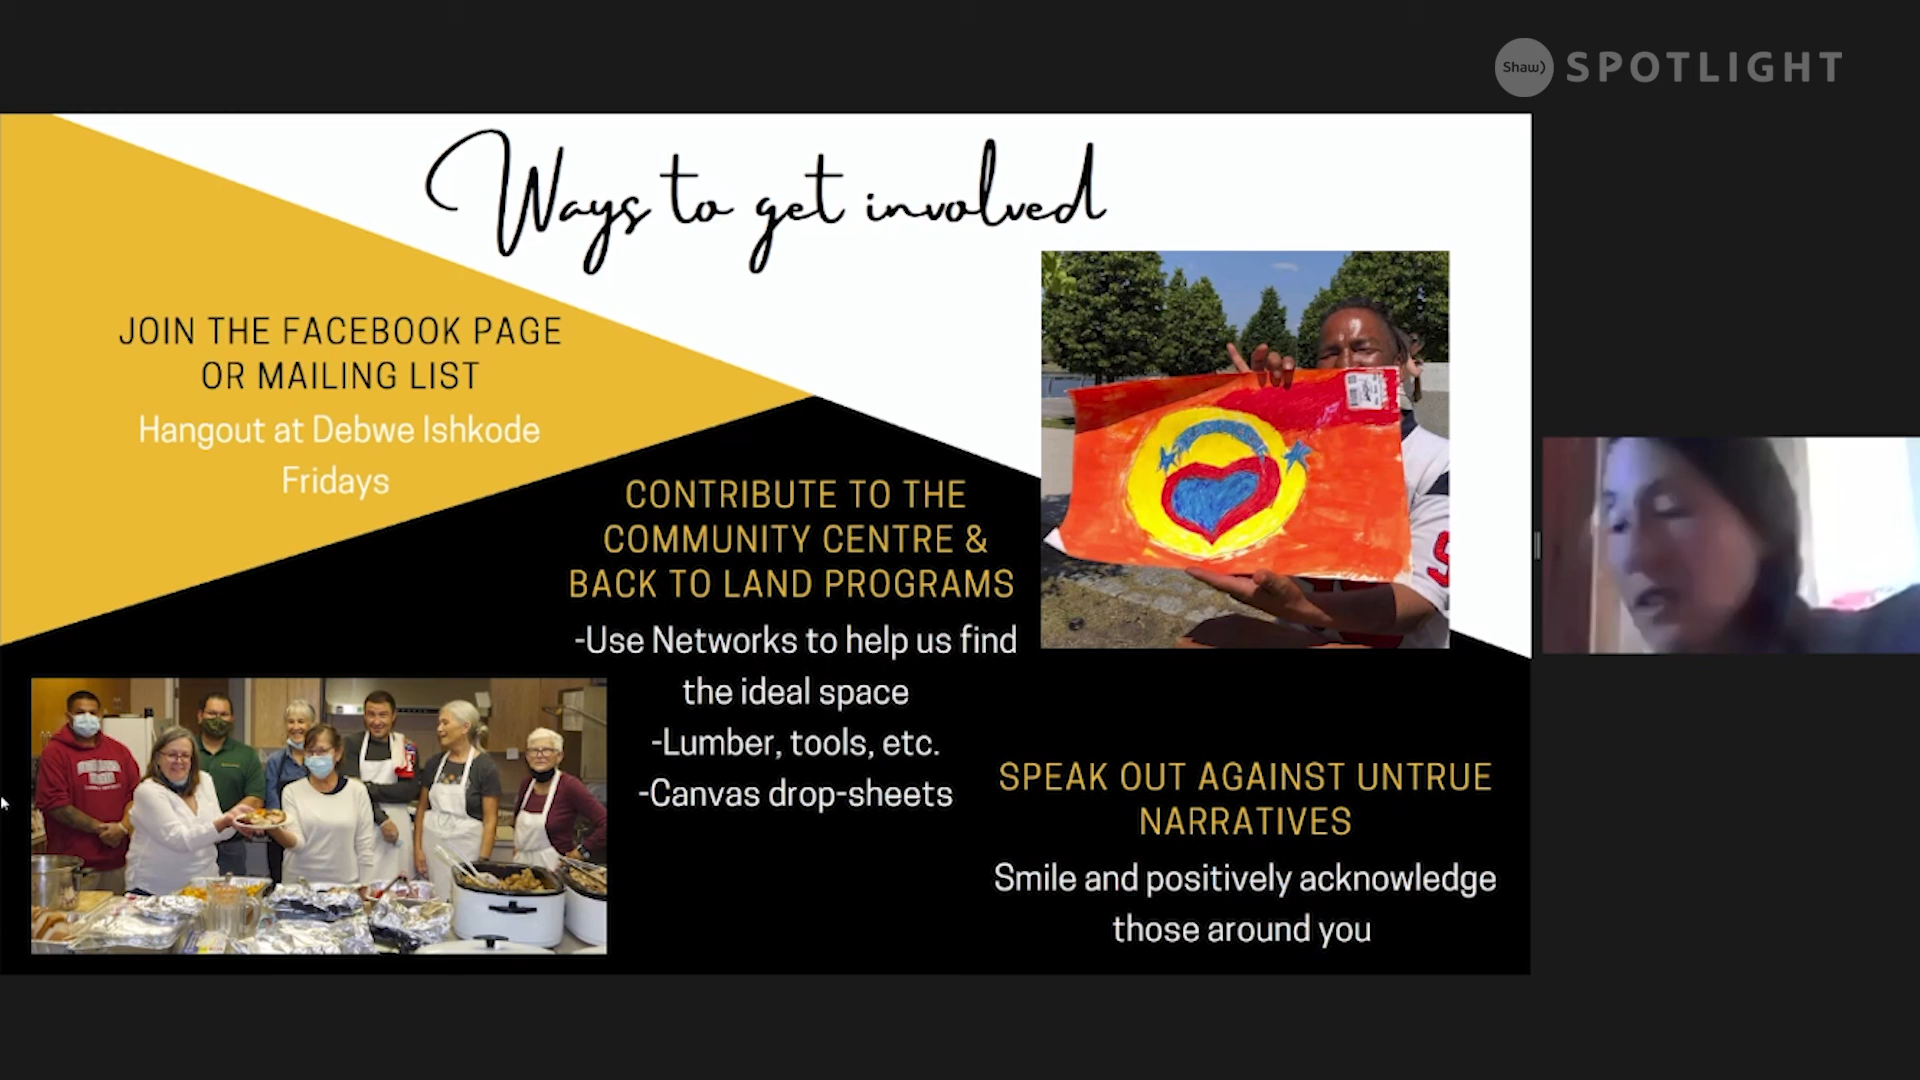 Shaw) SPOTLIGHT
Ways to get involved
JOIN THE FACEBOOK PAGE
OR MAILING LIST
Hangout at Debwe Ishkode
Fridays
CONTRIBUTE TO THE
COMMUNITY CENTRE &
BACK TO LAND PROGRAMS
-Use Networks to help us find
the ideal space
-Lumber, tools, etc.
-Canvas drop-sheets
SPEAK OUT AGAINST UNTRUE
NARRATIVES
Smile and positively acknowledge
those around you